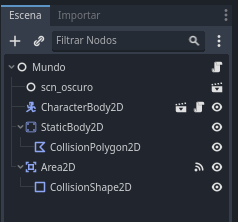 Escena Importar
Filtrar Nodos
Mundo
scn_oscuro
CharacterBody2D
StaticBody2D
CollisionPolygon2D
Area2D
CollisionShape2D